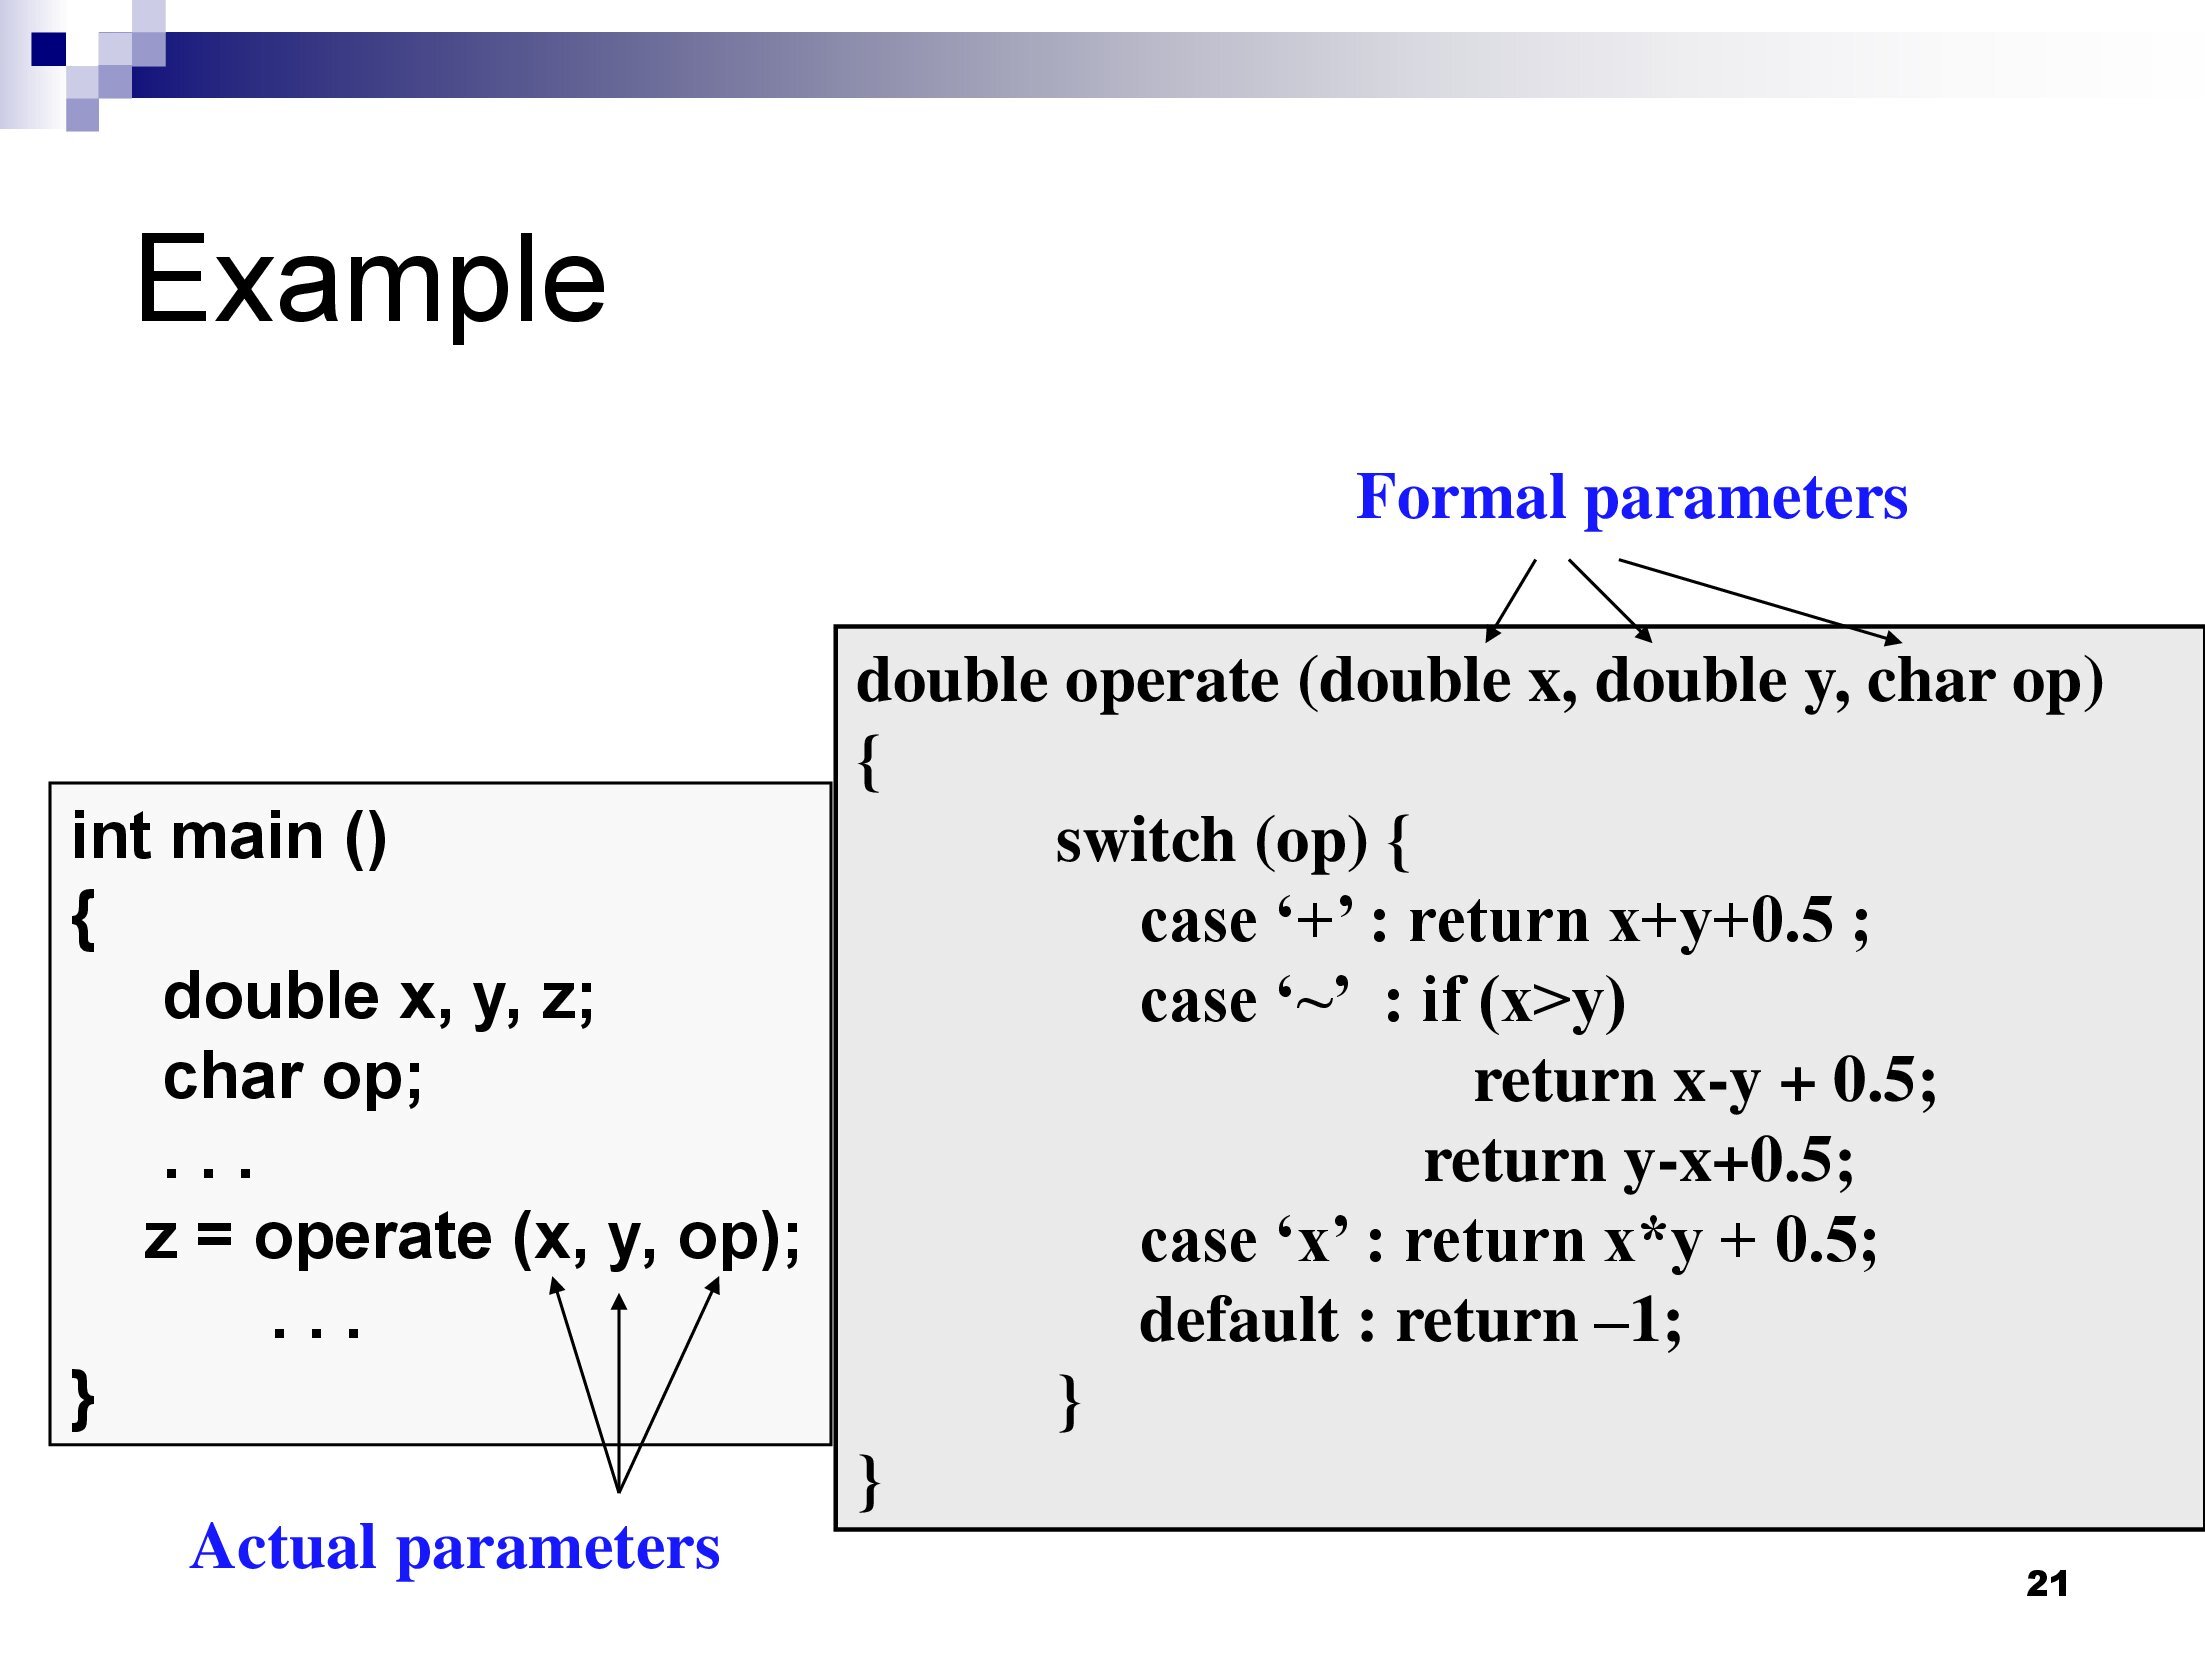 Example
Formal parameters
double operate (double x, double y, char op)
{
switch (op) {
case ‘+’ : return x+y+0.5 ;
case ‘~’ : if (x>y)
return x-y + 0.5;
return y-x+0.5;
case ‘x’ : return x*y + 0.5;
default : return –1;
}
}
int main ()
{
double x, y, z;
char op;
. . .
z = operate (x, y, op);
. . .
}
Actual parameters
21